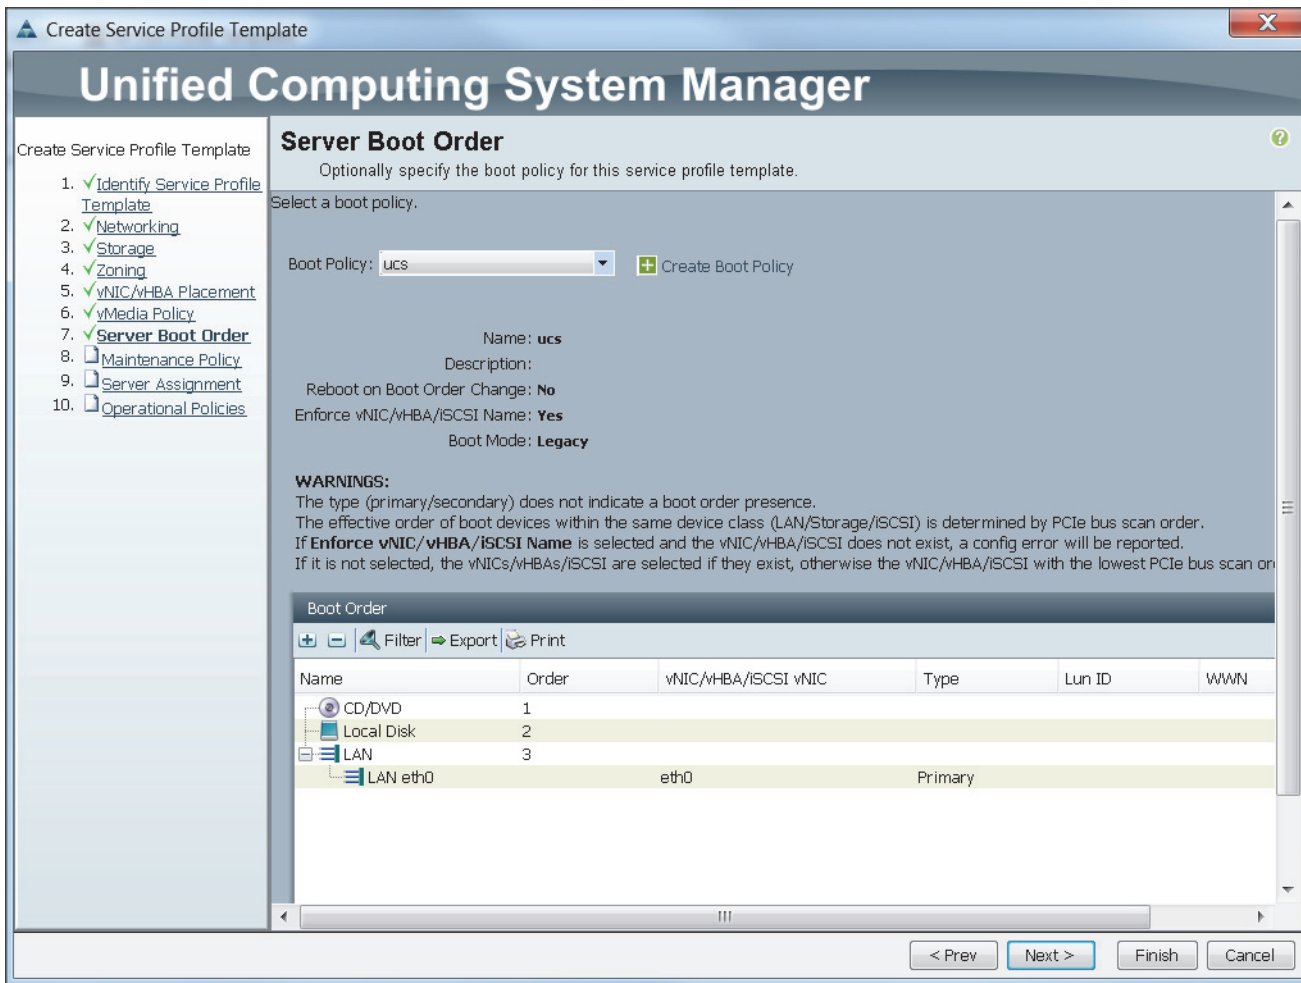 Create Service Profile Template
Unified Computing System Manager
Create Service Profile Template
1. Identify Service Profile
Template
2. Networking
3. Storage
4. Zoning
5. vNIC/vHBA Placement
6. vMedia Policy
7. Server Boot Order
8. Maintenance Policy
9. Server Assignment
10. Operational Policies
Server Boot Order
Optionally specify the boot policy for this service profile template.
Select a boot policy.
Boot Policy: ucs
Create Boot Policy
Name: ucs
Description:
Reboot on Boot Order Change: No
Enforce vNIC/vHBA/iSCSI Name: Yes
Boot Mode: Legacy
WARNINGS:
The type (primary/secondary) does not indicate a boot order presence.
The effective order of boot devices within the same device class (LAN/Storage/iSCSI) is determined by PCIe bus scan order.
If Enforce vNIC/vHBA/iSCSI Name is selected and the vNIC/vHBA/iSCSI does not exist, a config error will be reported.
If it is not selected, the vNICs/vHBAs/iSCSI are selected if they exist, otherwise the vNIC/vHBA/iSCSI with the lowest PCIe bus scan
Boot Order
Filter Export Print
Name Order vNIC/vHBA/iSCSI vNIC Type Lun ID WWN
CD/DVD 1
Local Disk 2
LAN 3
LAN eth0 eth0 Primary
< Prev Next > Finish Cancel